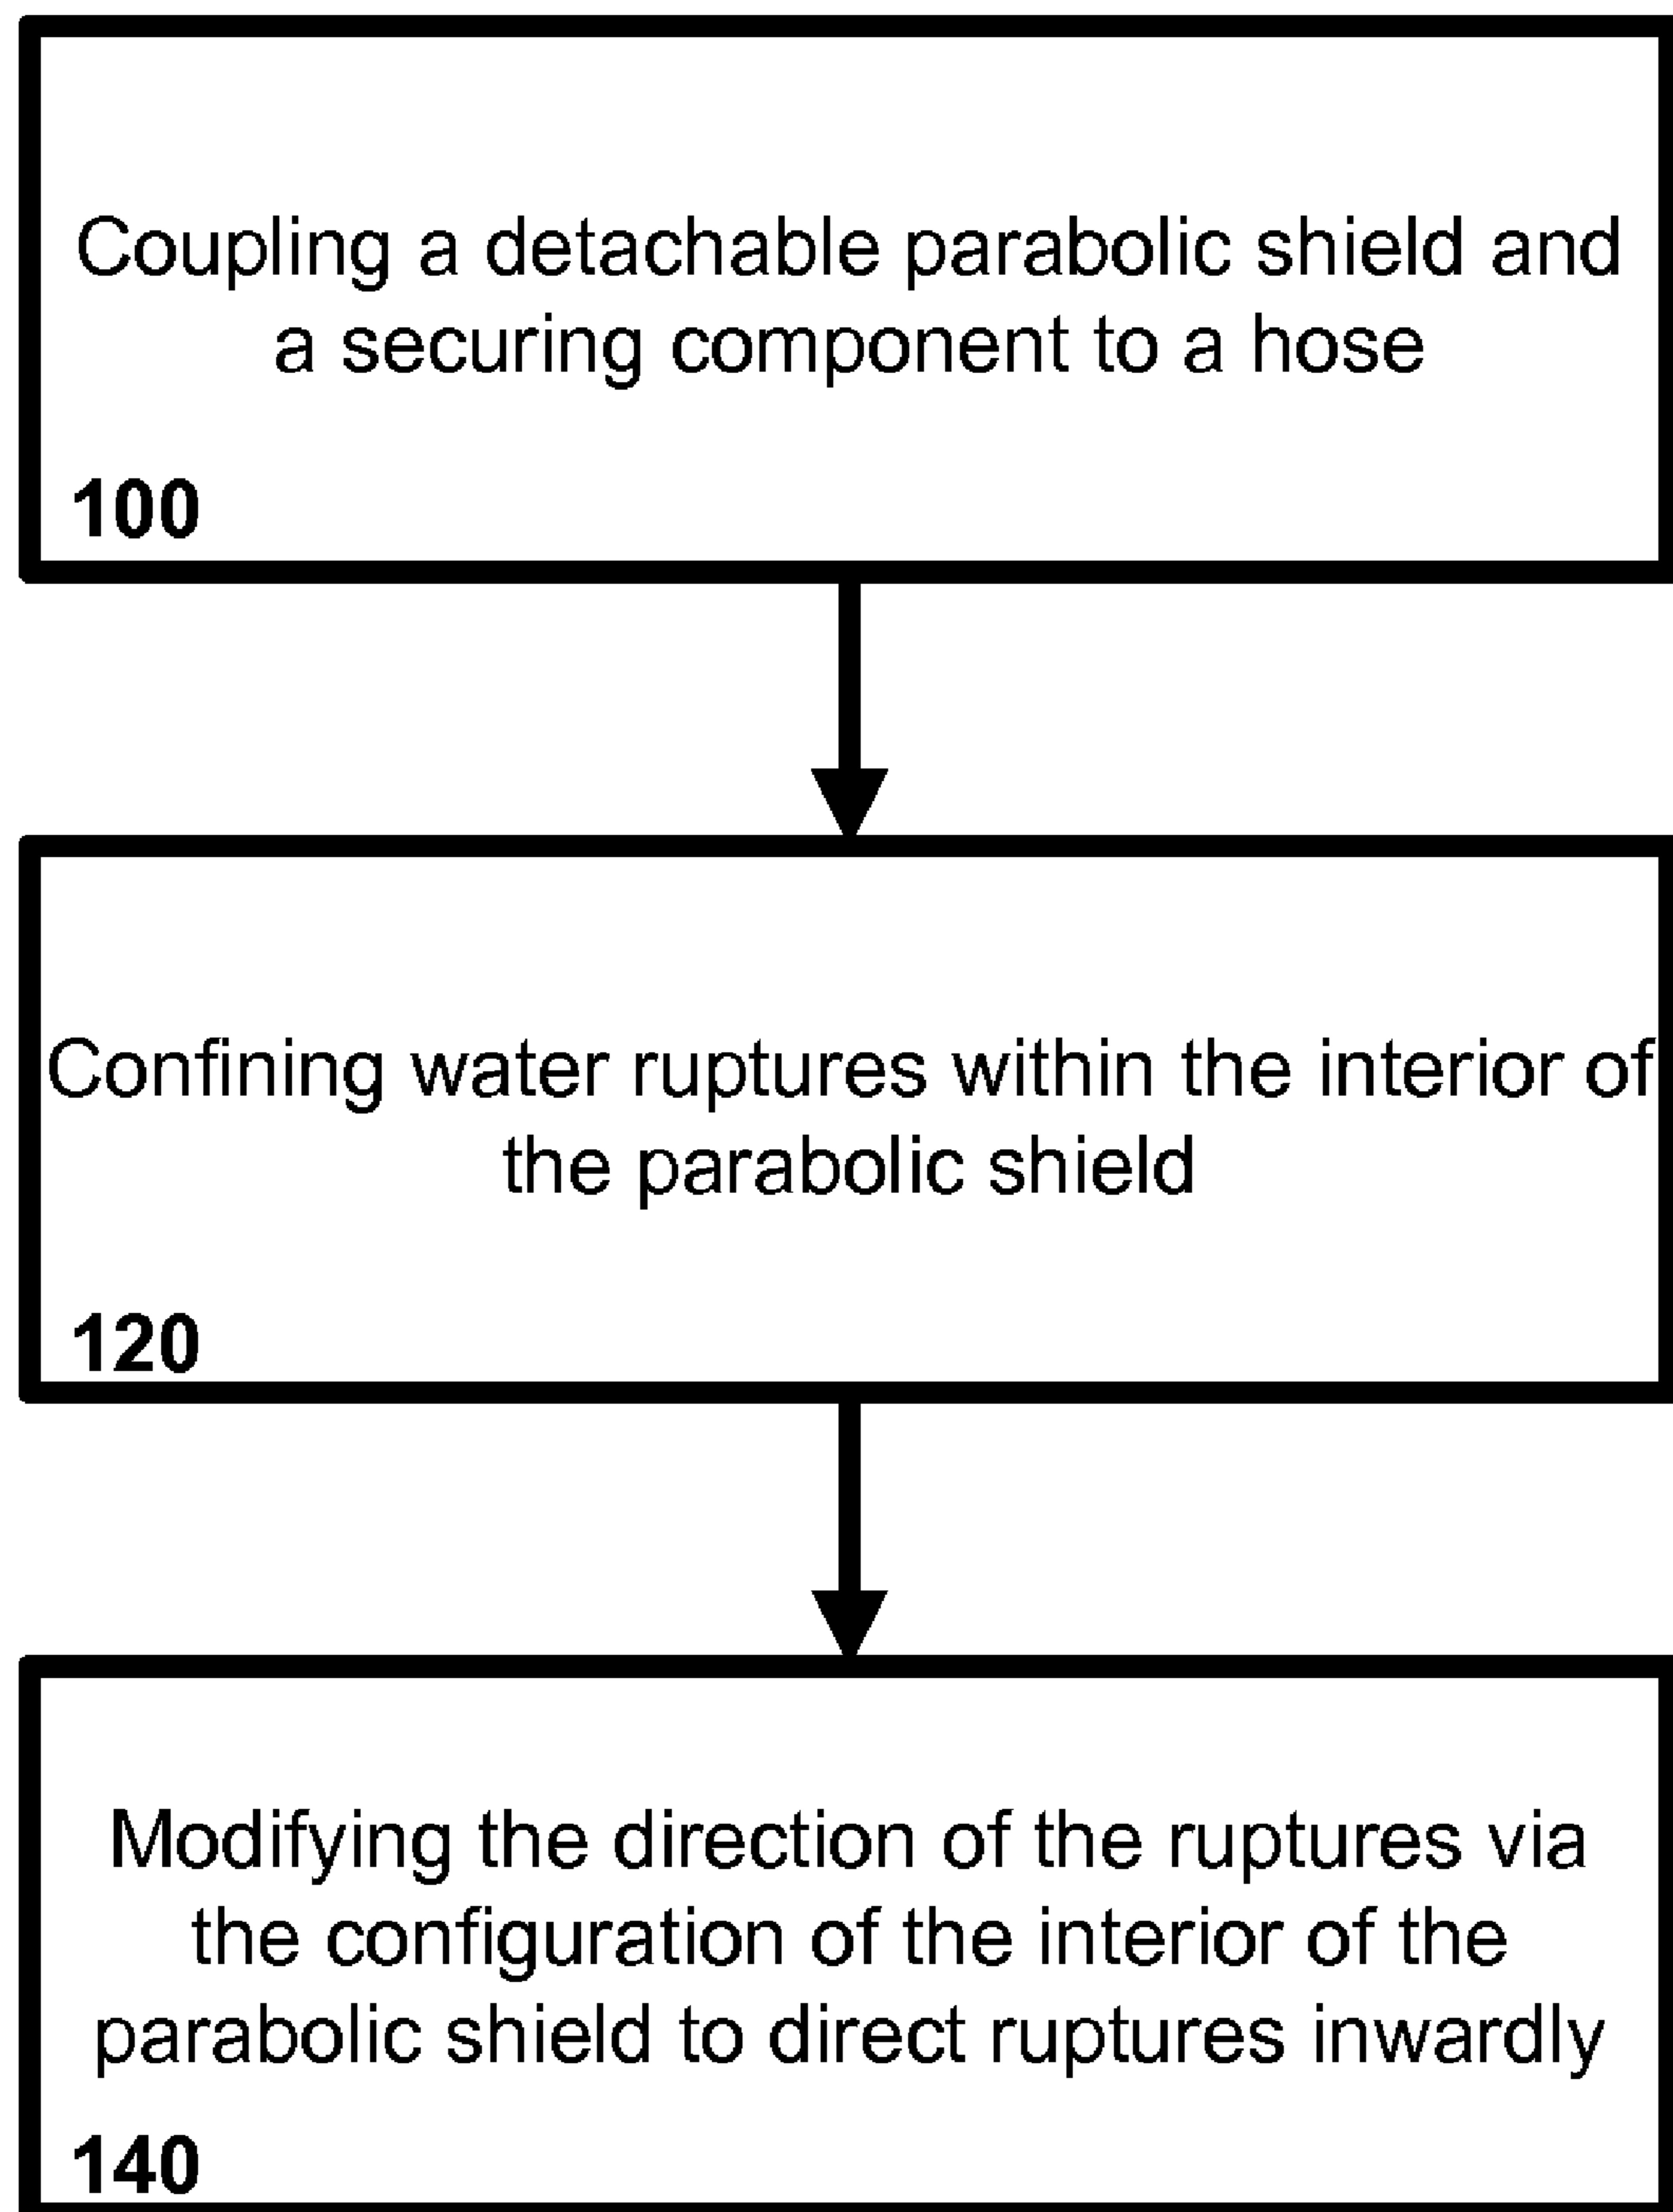 Coupling a detachable parabolic shield and
a securing component to a hose
100
Confining water ruptures within the interior of
the parabolic shield
120
Modifying the direction of the ruptures via
the configuration of the interior of the
parabolic shield to direct ruptures inwardly
140